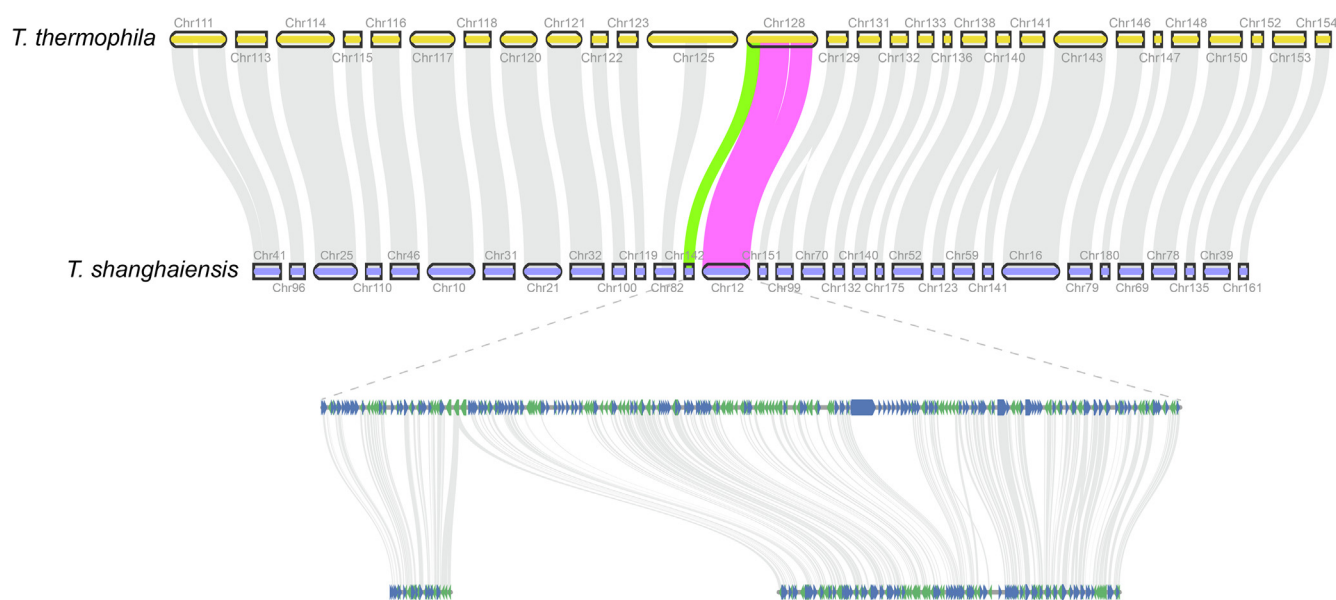 Chr111 Chr114 Chr116 Chr118 Chr121 Chr123 Chr128 Chr131 Chr133 Chr138 Chr141 Chr146 Chr148 Chr152 Chr154
T. thermophila
Chr113 Chr115 Chr117 Chr120 Chr122 Chr125 Chr129 Chr132 Chr136 Chr140 Chr143 Chr147 Chr150 Chr153
Chr41 Chr25 Chr46 Chr31 Chr32 Chr119 Chr142 Chr151 Chr70 Chr140 Chr52 Chr59 Chr16 Chr180 Chr78 Chr39
T. shanghaiensis
Chr96 Chr110 Chr10 Chr21 Chr100 Chr82 Chr12 Chr99 Chr132 Chr175 Chr123 Chr141 Chr79 Chr69 Chr135 Chr161